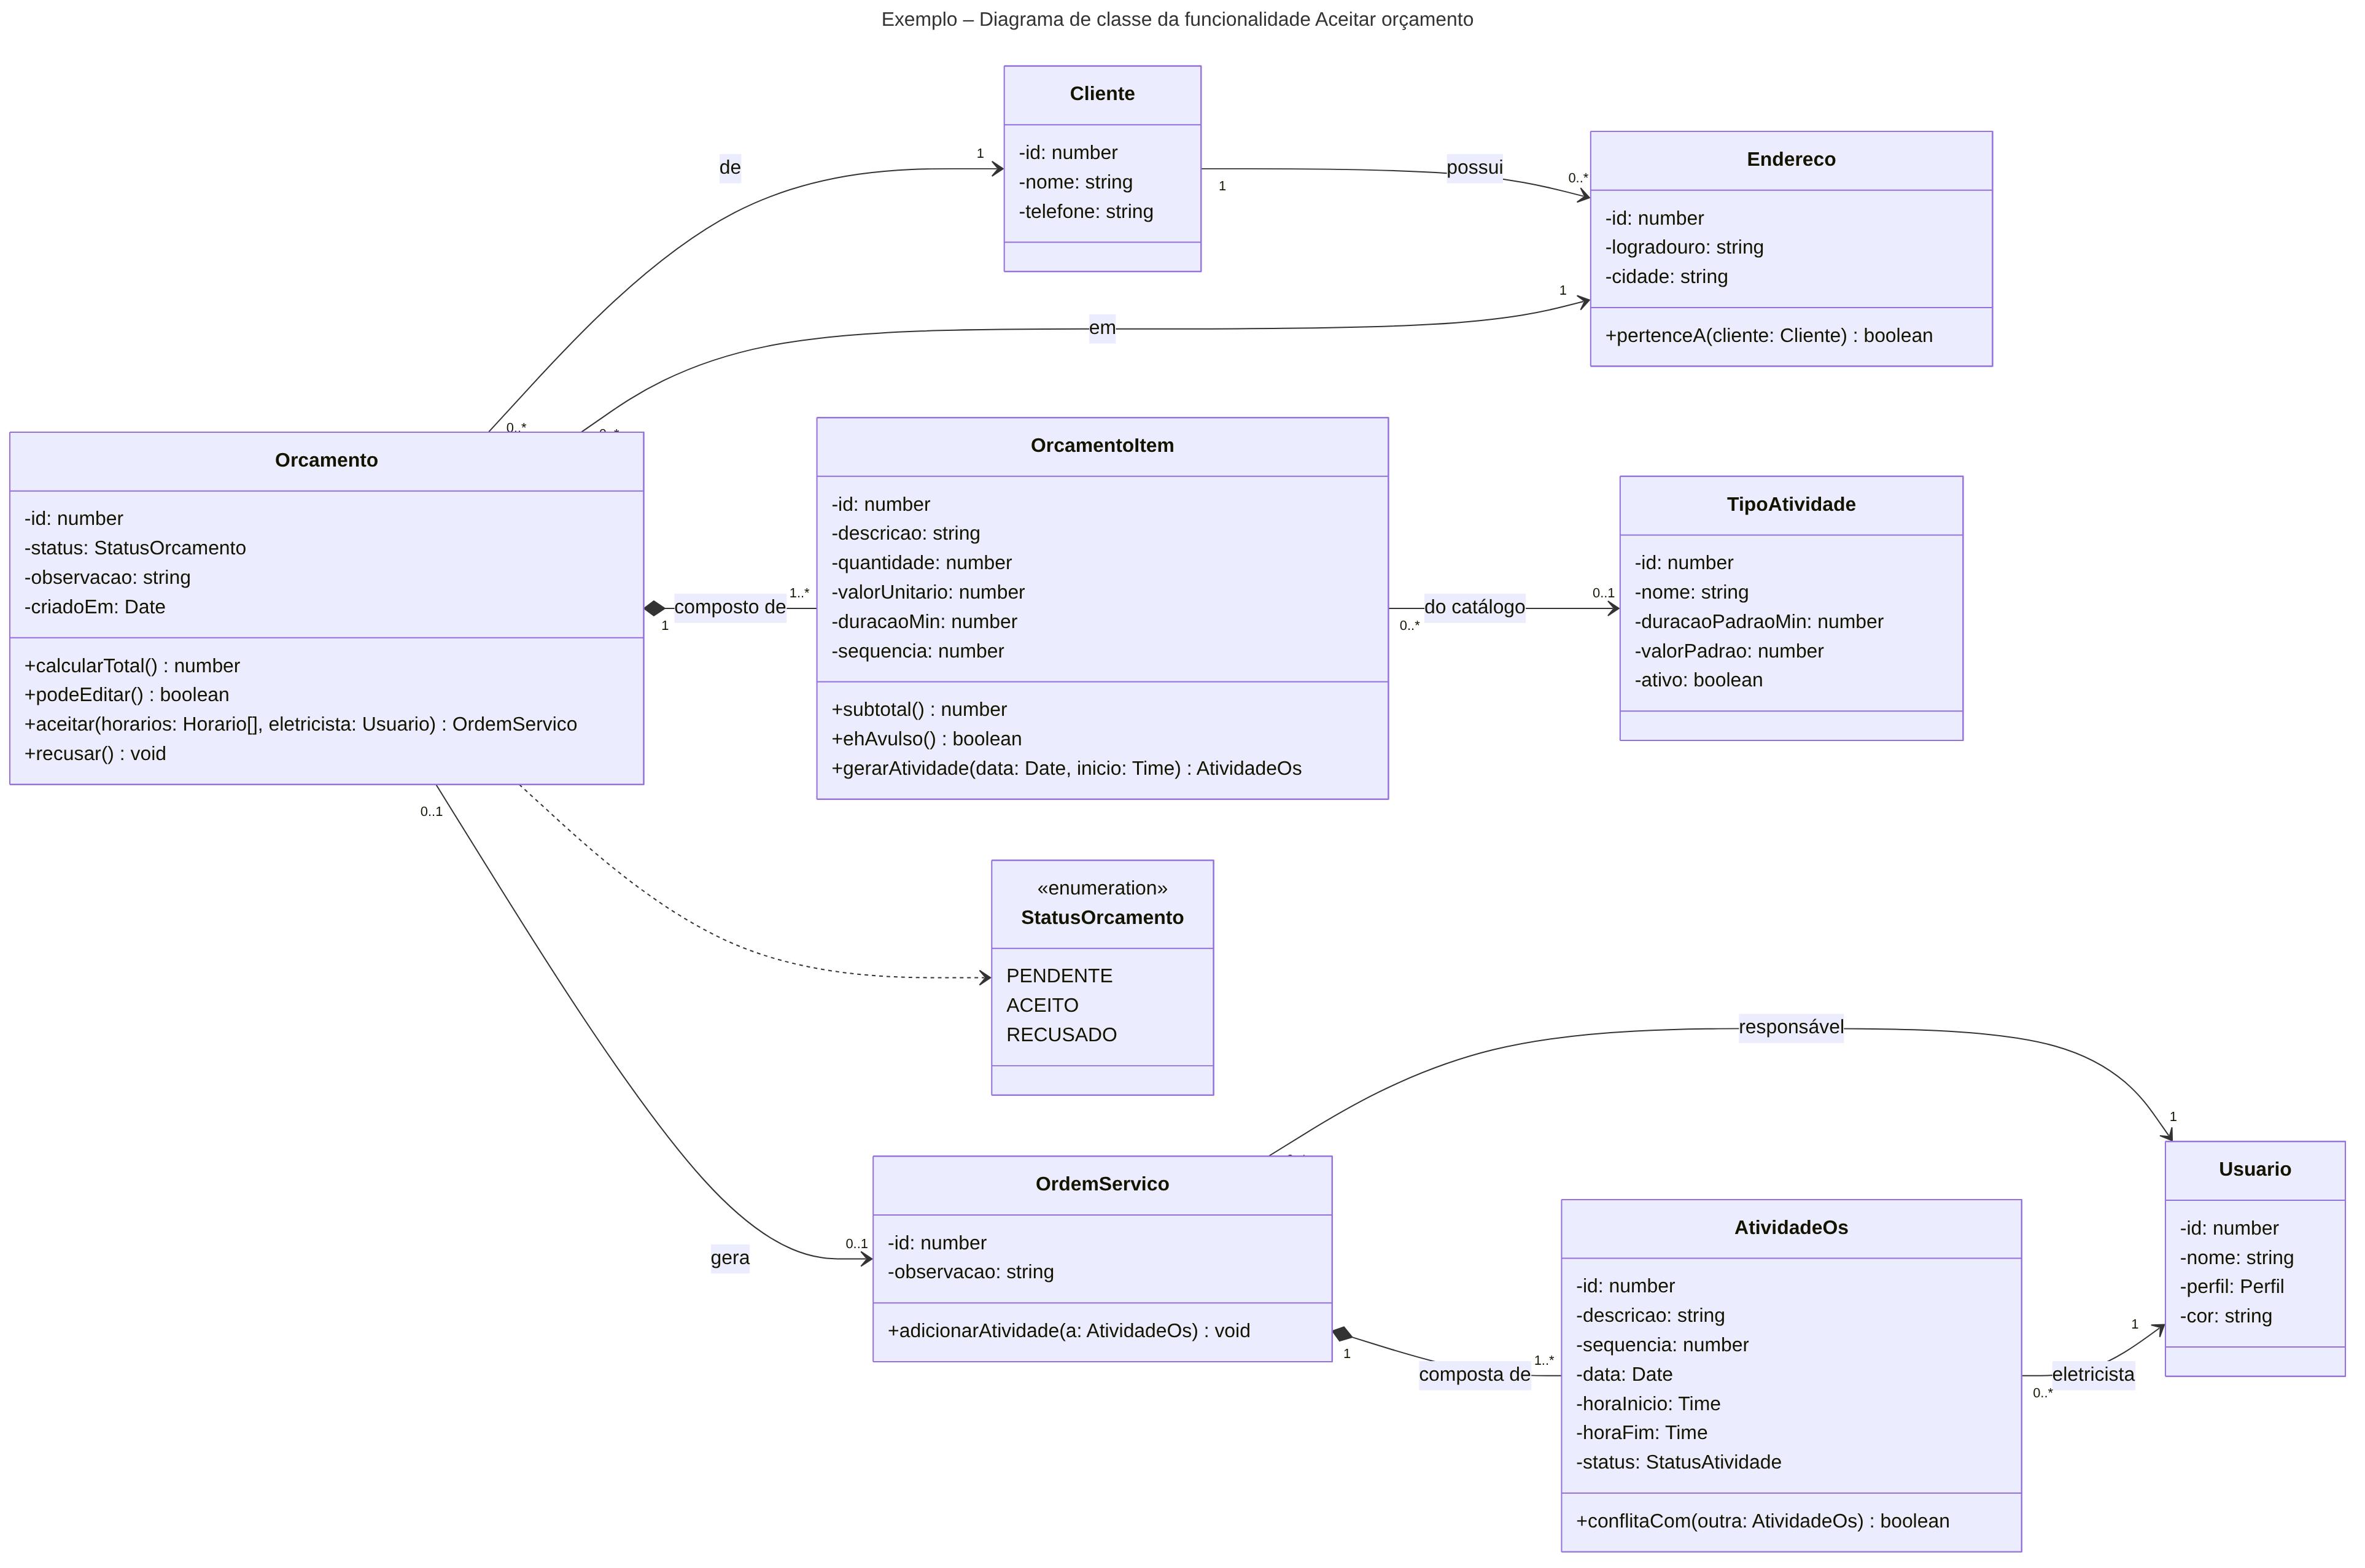 Exemplo – Diagrama de classe da funcionalidade Aceitar orçamento
Cliente
-id: number
-nome: string
-telefone: string
de
1
1
possui
0..*
Endereco
-id: number
-logradouro: string
-cidade: string
+pertenceA(cliente: Cliente) : boolean
em
1
0..*
Orcamento
-id: number
-status: StatusOrcamento
-observacao: string
-criadoEm: Date
+calcularTotal() : number
+podeEditar() : boolean
+aceitar(horarios: Horario[], eletricista: Usuario) : OrdemServico
+recusar() : void
1
composto de
1..*
OrcamentoItem
-id: number
-descricao: string
-quantidade: number
-valorUnitario: number
-duracaoMin: number
-sequencia: number
+subtotal() : number
+ehAvulso() : boolean
+gerarAtividade(data: Date, inicio: Time) : AtividadeOs
0..*
do catálogo
0..1
TipoAtividade
-id: number
-nome: string
-duracaoPadraoMin: number
-valorPadrao: number
-ativo: boolean
0..1
«enumeration»
StatusOrcamento
PENDENTE
ACEITO
RECUSADO
gera
0..1
responsável
1
OrdemServico
-id: number
-observacao: string
+adicionarAtividade(a: AtividadeOs) : void
1
composta de
1..*
AtividadeOs
-id: number
-descricao: string
-sequencia: number
-data: Date
-horaInicio: Time
-horaFim: Time
-status: StatusAtividade
+conflitaCom(outra: AtividadeOs) : boolean
0..*
eletricista
1
Usuario
-id: number
-nome: string
-perfil: Perfil
-cor: string